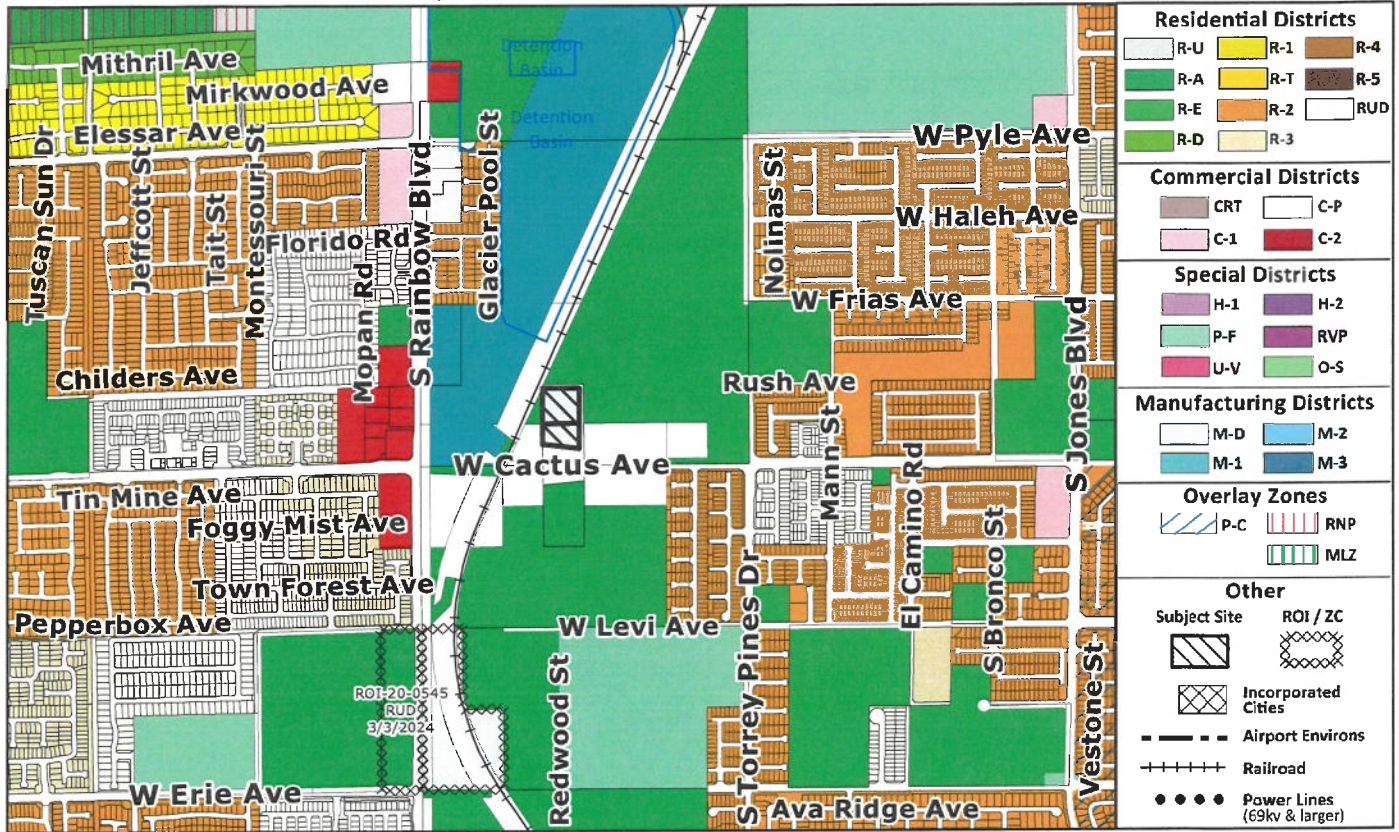 Mithril Ave
Mirkwood Ave
Elessar Ave
Tuscan Sun Dr
Jeffcott St
Tait St
Montessouri St
Florido Rd
Mopan Rd
S Rainbow Blvd
Glacier Pool St
Detention
Basin
Detention
Basin
W Pyle Ave
Nolinas St
W Haleh Ave
W Frias Ave
Childers Ave
Rush Ave
S Jones Blvd
W Cactus Ave
Mann St
El Camino Rd
Tin Mine Ave
Foggy Mist Ave
Town Forest Ave
Pepperbox Ave
W Levi Ave
S Torrey Pines Dr
S Bronco St
Redwood St
Vestone St
ROI-20-0545
RUD
3/3/2024
W Erie Ave
Ava Ridge Ave
Residential Districts
R-U R-1 R-4
R-A R-T R-5
R-E R-2 RUD
R-D R-3
Commercial Districts
CRT C-P
C-1 C-2
Special Districts
H-1 H-2
P-F RVP
U-V O-S
Manufacturing Districts
M-D M-2
M-1 M-3
Overlay Zones
P-C RNP
MLZ
Other
Subject Site ROI / ZC
Incorporated
Cities
Airport Environs
Railroad
Power Lines
(69kv & larger)